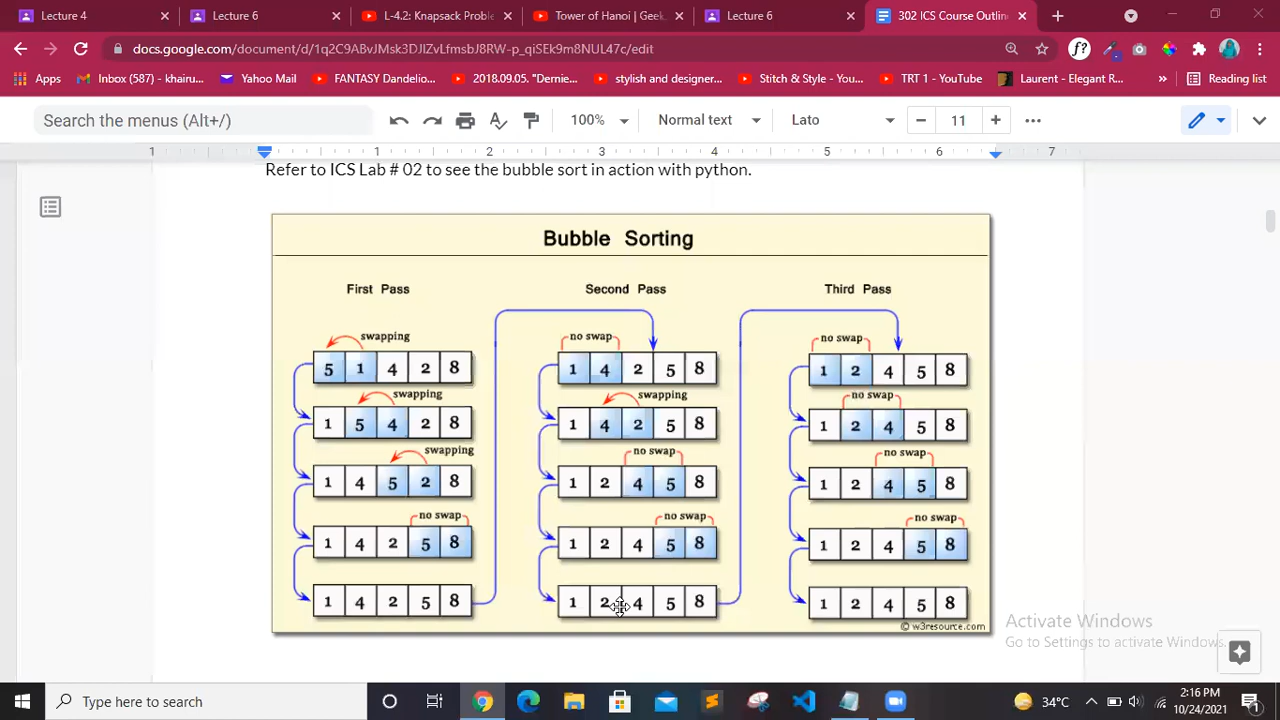 Lecture 4
Lecture 6
L-4.2: Knapsack Proble
Tower of Hanoi | Geek
Lecture 6
302 ICS Course Outlin
docs.google.com/document/d/1q2C9ABvJMsk3DJIZvLfmsbJ8RW-p_qiSEk9m8NUL47c/edit
Apps
Inbox (587) - khairu...
Yahoo Mail
FANTASY Dandelio...
2018.09.05. "Dernie...
stylish and designer...
Stitch & Style - You...
TRT 1 - YouTube
Laurent - Elegant R...
»
Reading list
Search the menus (Alt+/)
100%
Normal text
Lato
11
1 1 2 3 4 5 6 7
Refer to ICS Lab # 02 to see the bubble sort in action with python.
Bubble Sorting
First Pass
swapping
5 1 4 2 8
swapping
1 5 4 2 8
swapping
1 4 5 2 8
no swap
1 4 2 5 8
1 4 2 5 8
Second Pass
no swap
1 4 2 5 8
swapping
1 4 2 5 8
no swap
1 2 4 5 8
no swap
1 2 4 5 8
1 2 4 5 8
Third Pass
no swap
1 2 4 5 8
no swap
1 2 4 5 8
no swap
1 2 4 5 8
no swap
1 2 4 5 8
1 2 4 5 8
© w3resource.com
Activate Windows
Go to Settings to activate Windows.
Type here to search
34°C
2:16 PM
10/24/2021
1